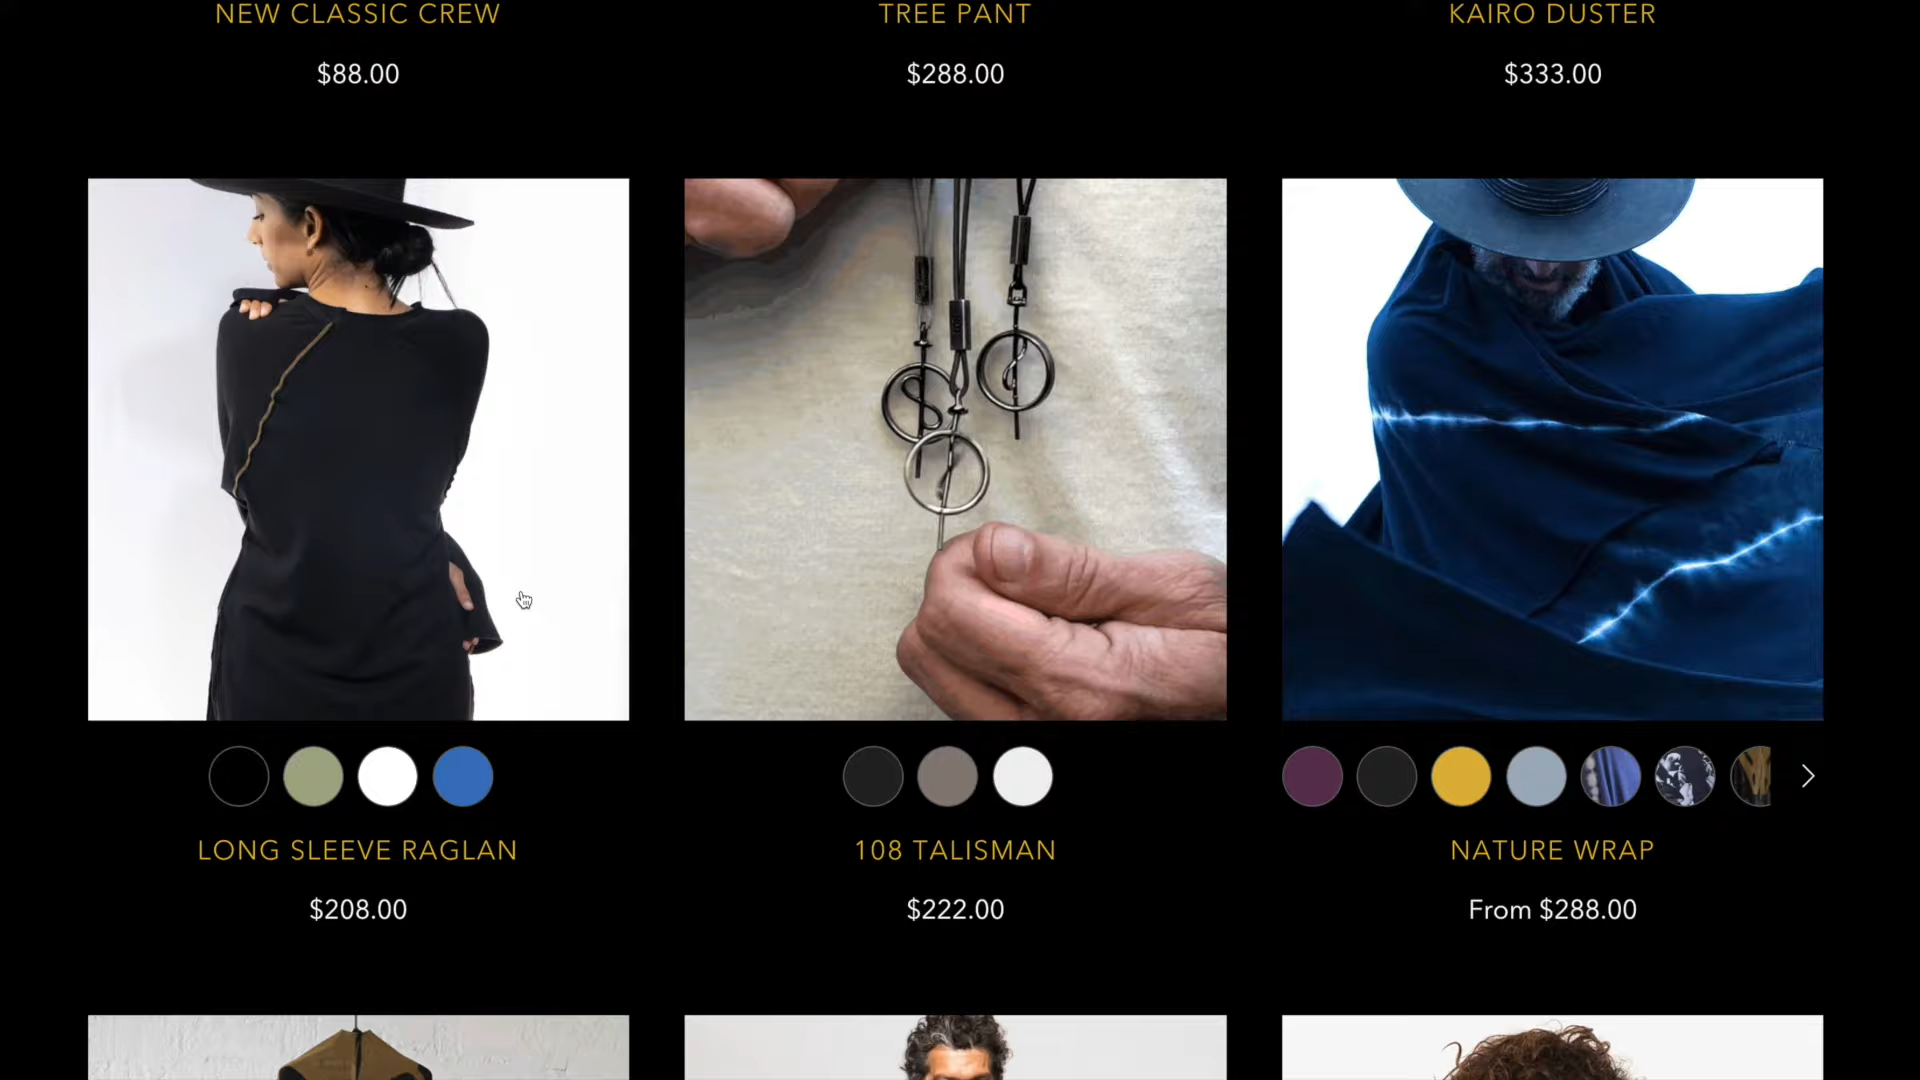 NEW CLASSIC CREW
$88.00
TREE PANT
$288.00
KAIRO DUSTER
$333.00
LONG SLEEVE RAGLAN
$208.00
108 TALISMAN
$222.00
NATURE WRAP
From $288.00